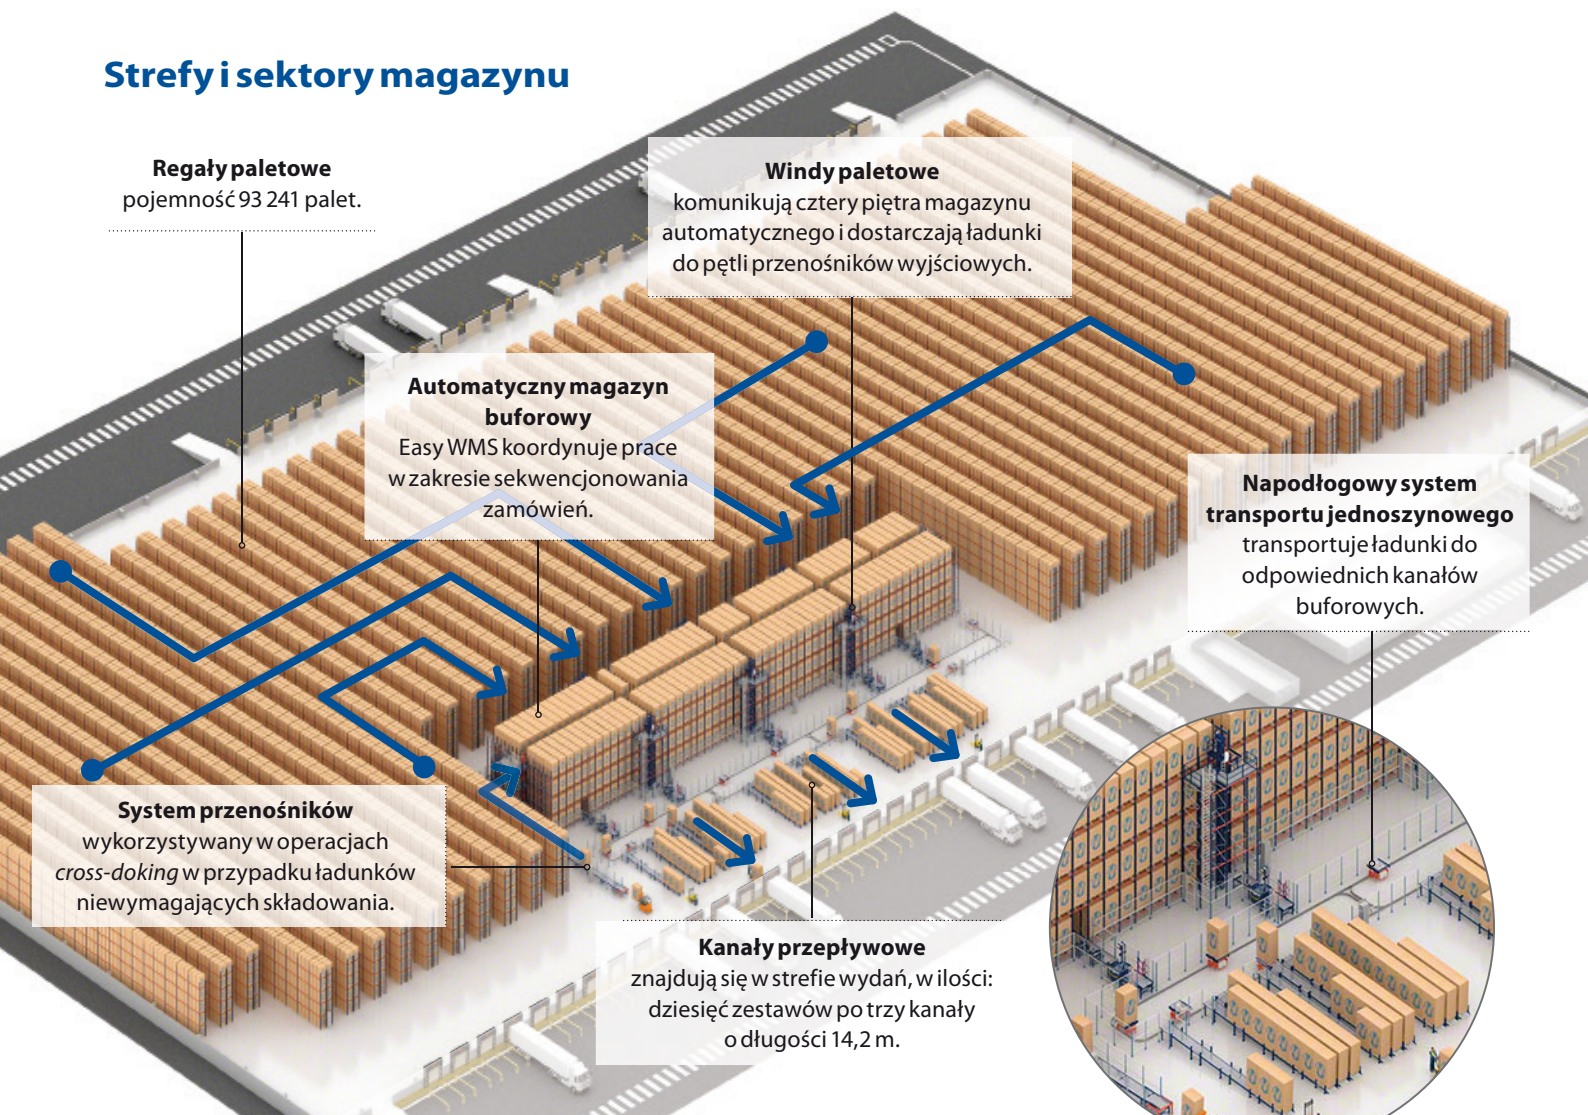 Strefy i sektory magazynu
Regały paletowe
pojemność 93 241 palet.
Windy paletowe
komunikują cztery piętra magazynu
automatycznego i dostarczają ładunki
do pętli przenośników wyjściowych.
Automatyczny magazyn
buforowy
Easy WMS koordynuje prace
w zakresie sekwencjonowania
zamówień.
Napodłogowy system
transportu jednoszynowego
transportuje ładunki do
odpowiednich kanałów
buforowych.
System przenośników
wykorzystywany w operacjach
cross-doking w przypadku ładunków
niewymagających składowania.
Kanały przepływowe
znajdują się w strefie wydań, w ilości:
dziesięć zestawów po trzy kanały
o długości 14,2 m.